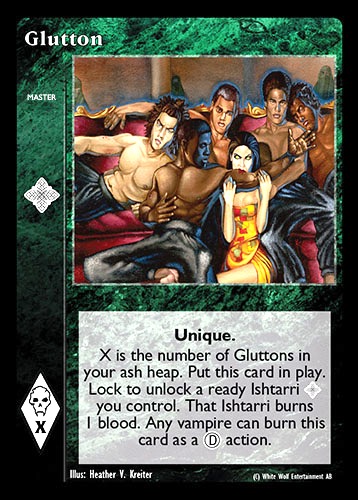 Glutton
MASTER
Unique.
X is the number of Gluttons in
your ash heap. Put this card in play.
Lock to unlock a ready Ishtarri
you control. That Ishtarri burns
1 blood. Any vampire can burn this
card as a Ⓓ action.
X
Illus: Heather V. Kreiter
(C) White Wolf Entertainment AB